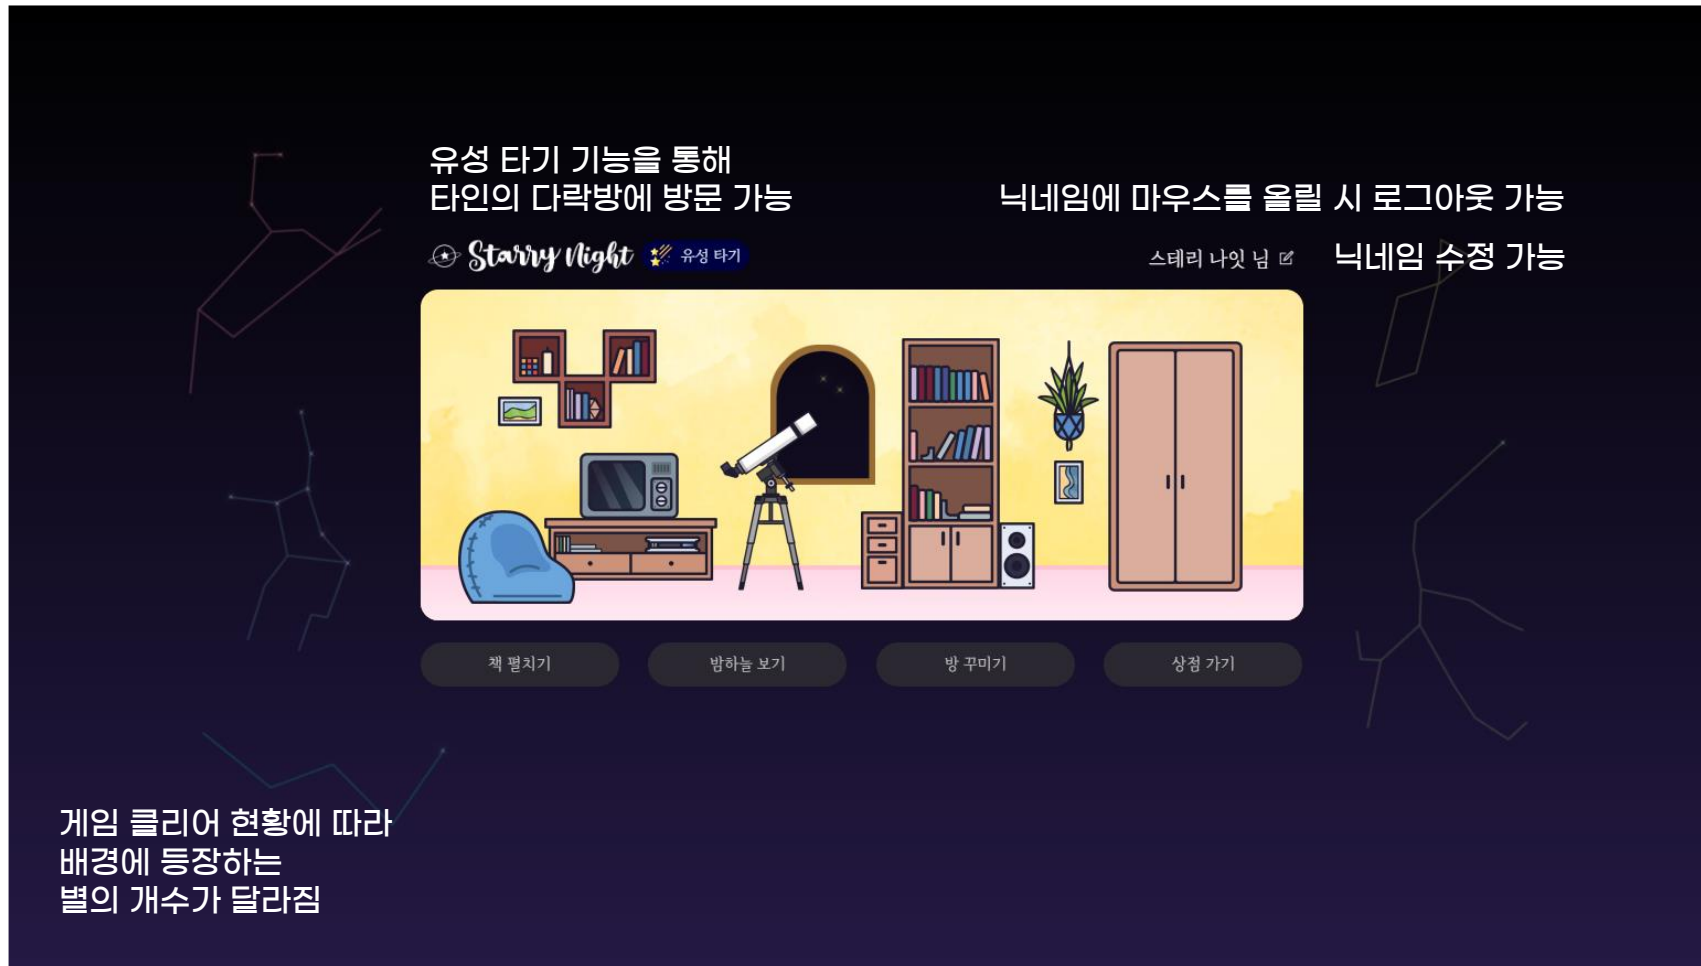 유성 타기 기능을 통해
타인의 다락방에 방문 가능
닉네임에 마우스를 올릴 시 로그아웃 가능
Starry Night
유성 타기
스테리 나잇 님
닉네임 수정 가능
책 펼치기
밤하늘 보기
방 꾸미기
상점 가기
게임 클리어 현황에 따라
배경에 등장하는
별의 개수가 달라짐